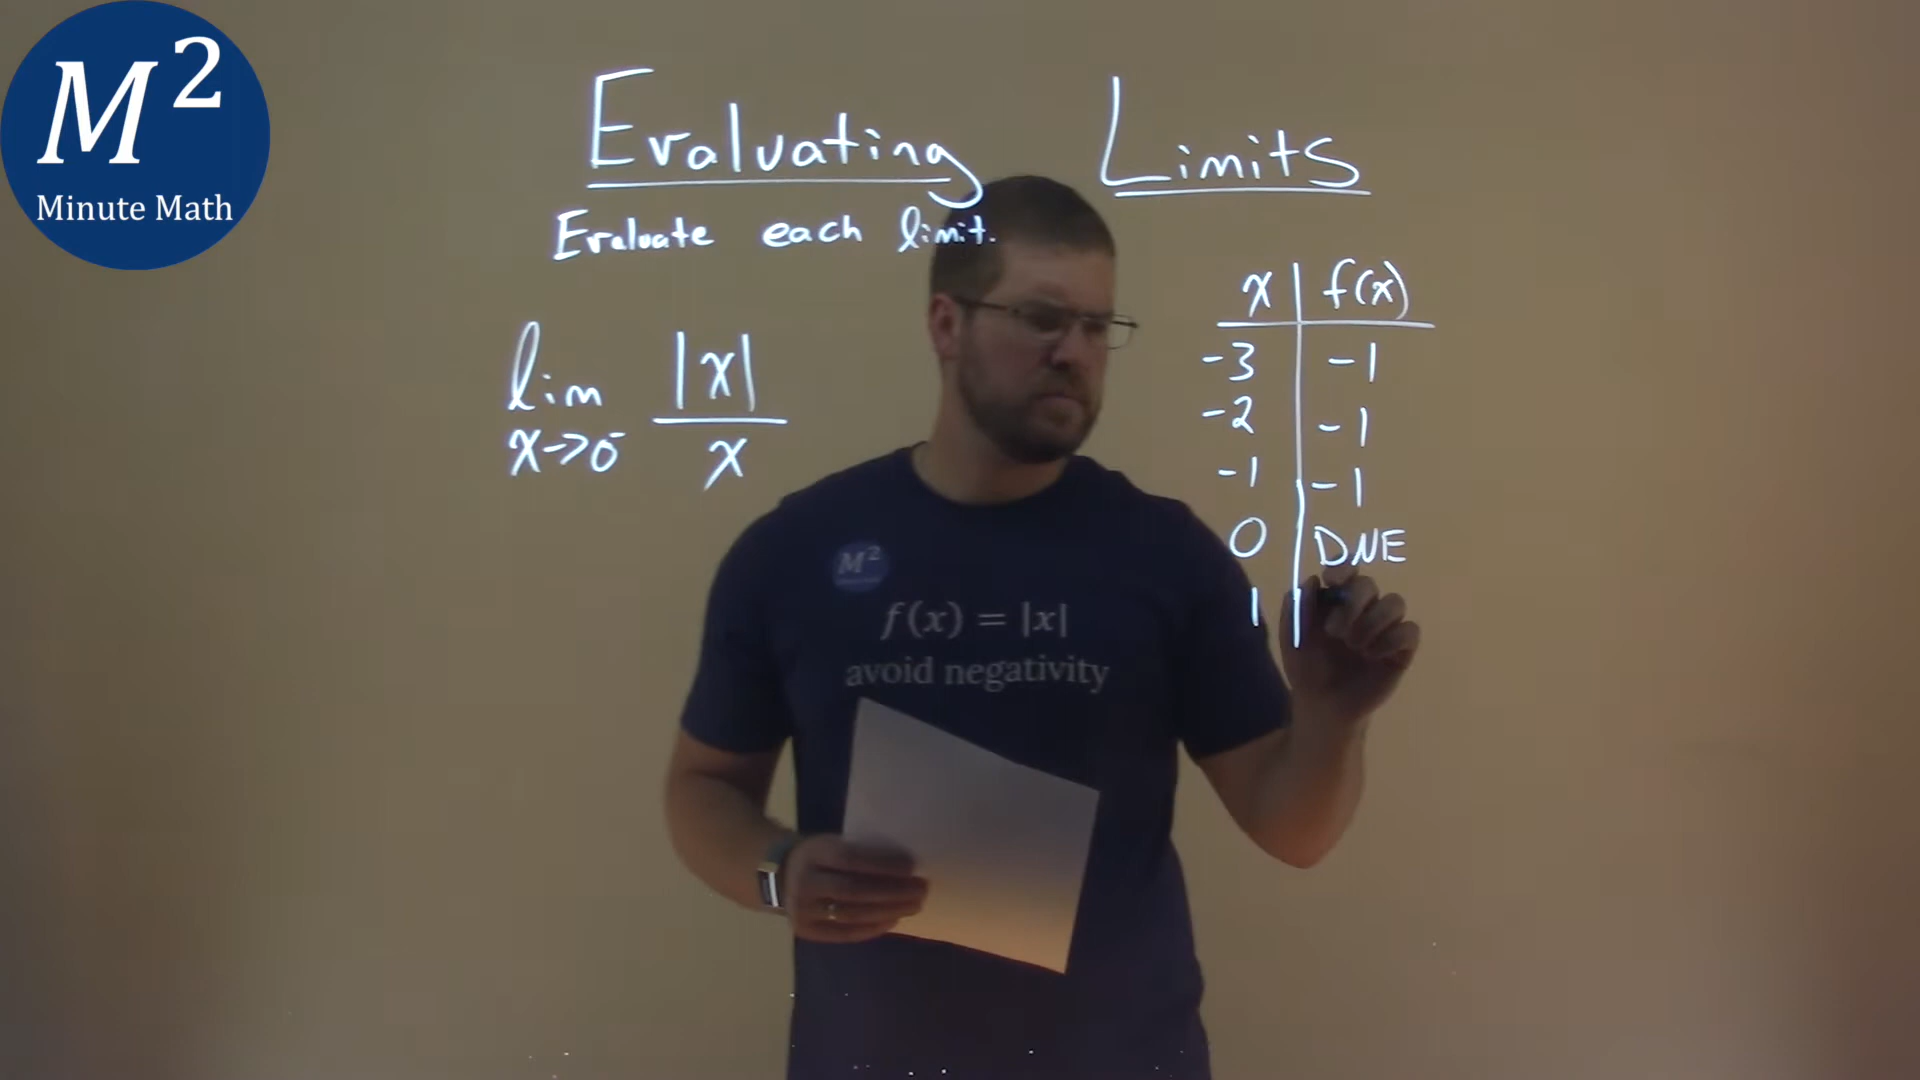 M²
Minute Math
Evaluating Limits
Evaluate each limit.
lim |x|
x→0⁻ x
x | f(x)
-3 | -1
-2 | -1
-1 | -1
0 | DNE
1 |
M²
f(x) = |x|
avoid negativity